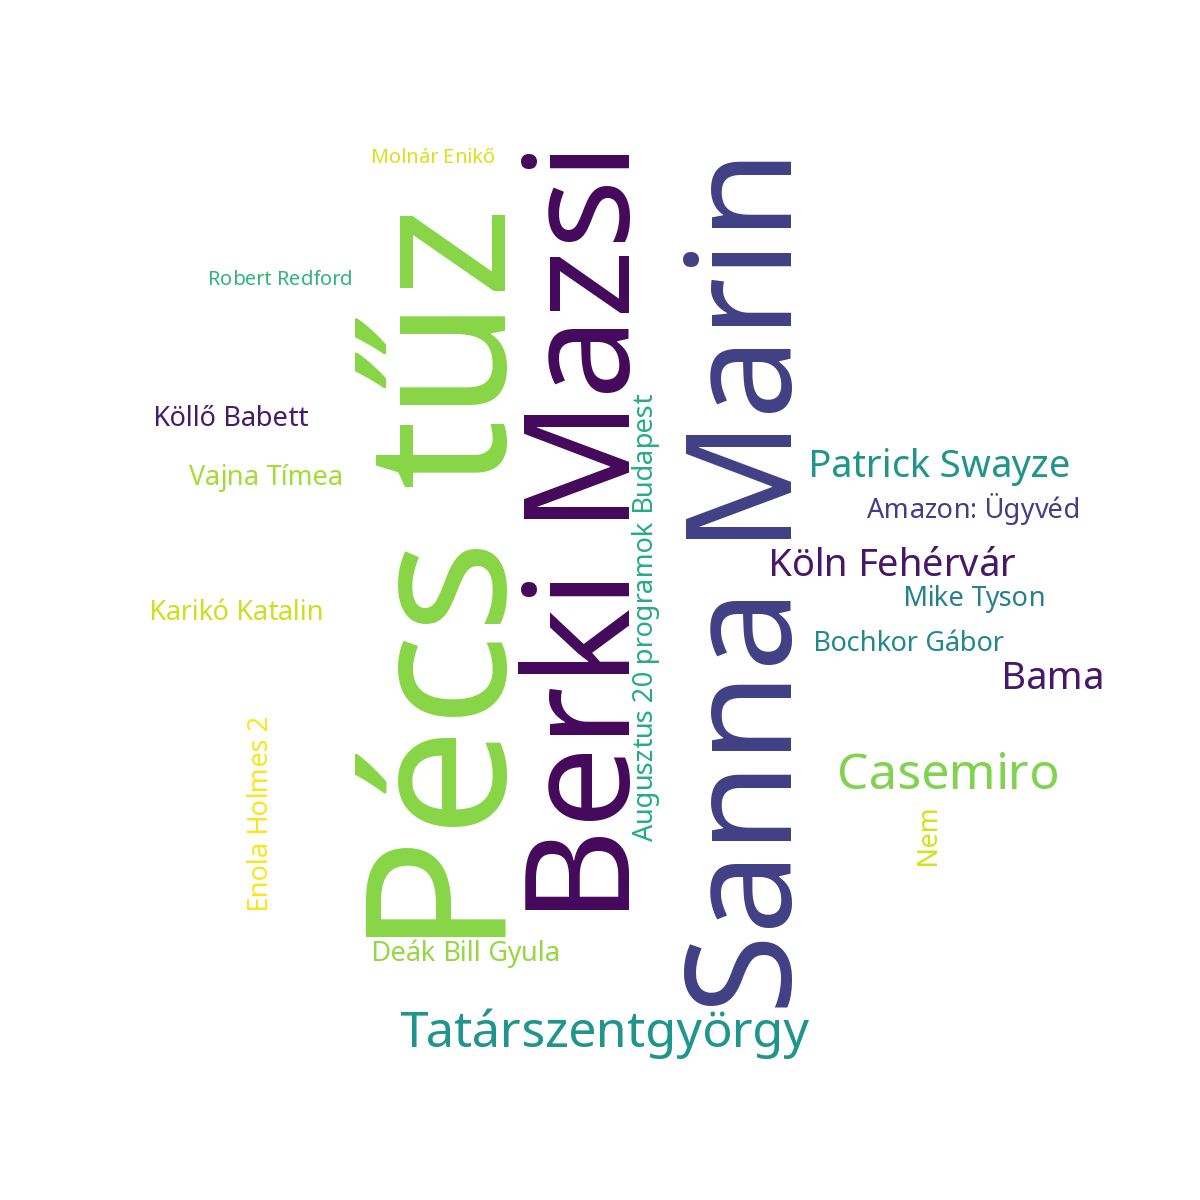 Molnár Enikő
Robert Redford
Köllő Babett
Vajna Tímea
Karikó Katalin
Enola Holmes 2
Pécs tűz
Berki Mazsi
Augusztus 20 programok Budapest
Sanna Marin
Patrick Swayze
Amazon: Ügyvéd
Köln Fehérvár
Mike Tyson
Bochkor Gábor
Bama
Casemiro
Nem
Deák Bill Gyula
Tatárszentgyörgy